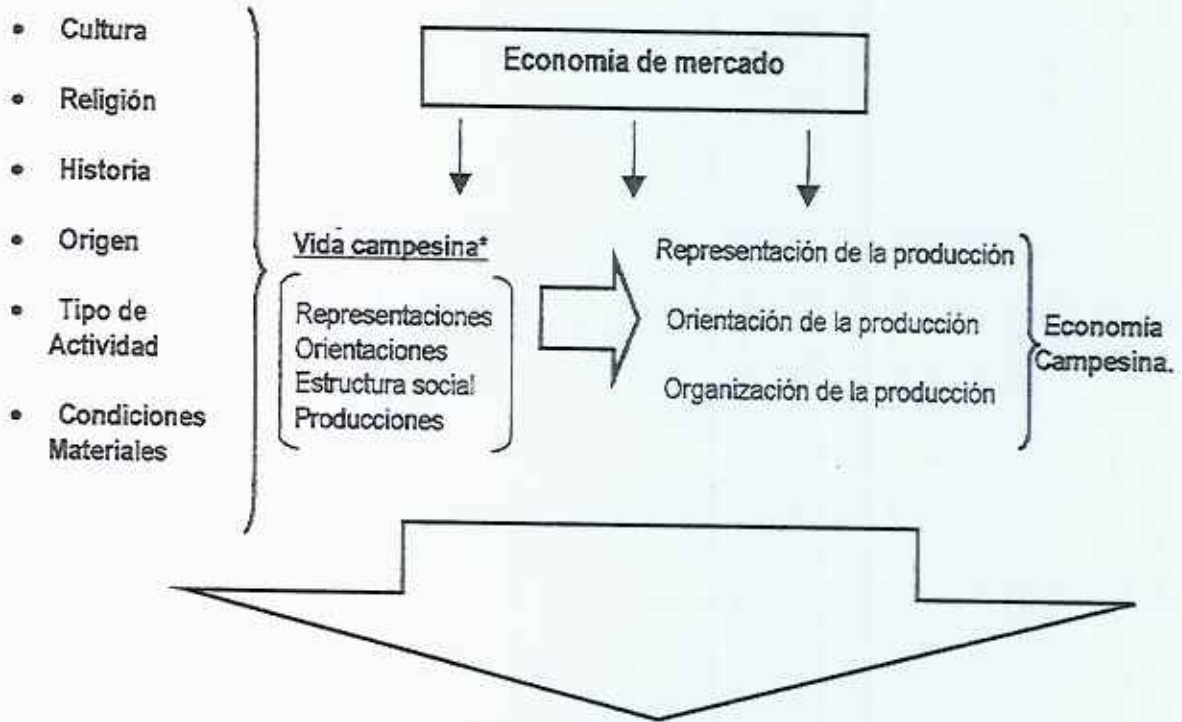 • Cultura
• Religión
• Historia
• Origen
• Tipo de
Actividad
• Condiciones
Materiales
Economia de mercado
Vida campesina*
Representaciones
Orientaciones
Estructura social
Producciones
Representación de la producción
Orientación de la producción
Organización de la producción
Economía
Campesina.